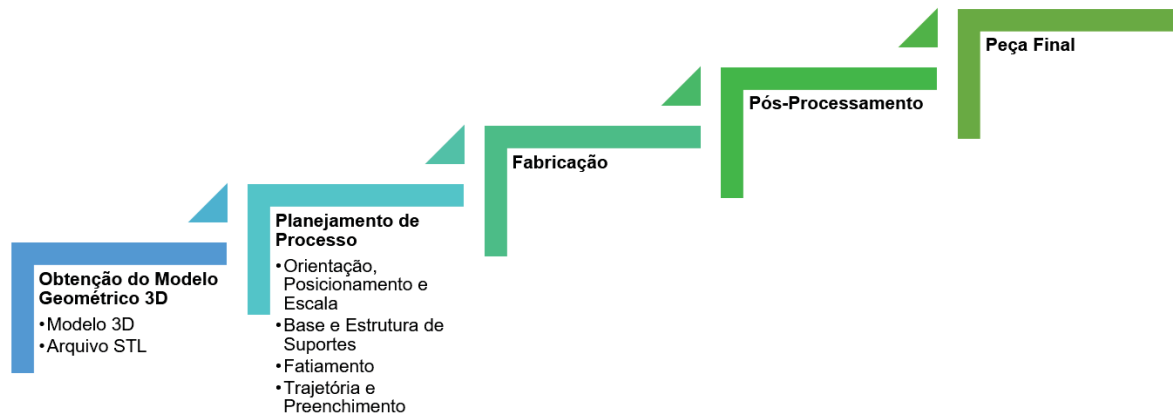 Obtenção do Modelo
Geométrico 3D
•Modelo 3D
•Arquivo STL
Planejamento de
Processo
•Orientação,
Posicionamento e
Escala
•Base e Estrutura de
Suportes
•Fatiamento
•Trajetória e
Preenchimento
Fabricação
Pós-Processamento
Peça Final